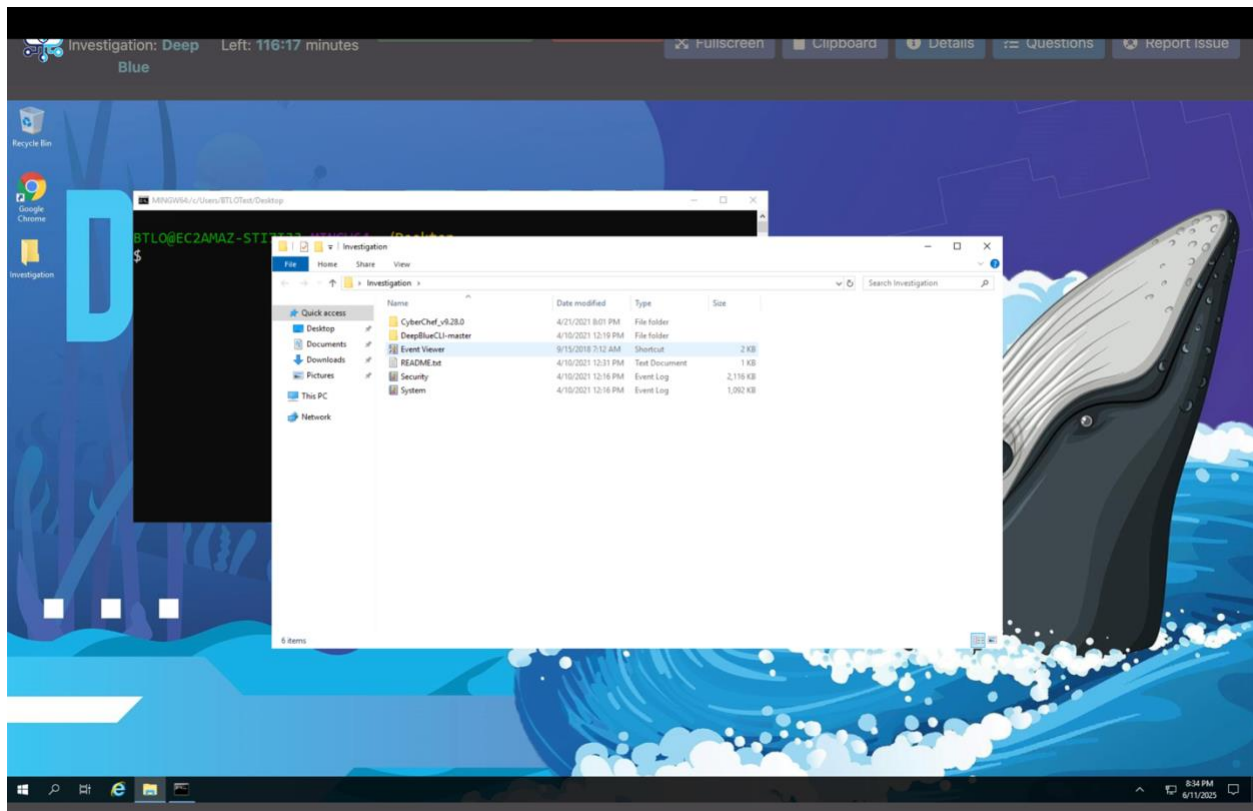 Investigation: Deep Blue
Left: 116:17 minutes
Fullscreen
Clipboard
Details
Questions
Report Issue
Recycle Bin
Google Chrome
Investigation
D
MINGW64:/c/Users/BTLOTest/Desktop
BTLO@EC2AMAZ-
$
Investigation
File Home Share View
Investigation
Search Investigation
Quick access
Desktop
Documents
Downloads
Pictures
This PC
Network
Name Date modified Type Size
CyberChef_v9.28.0 4/21/2021 8:01 PM File folder
DeepBlueCLI-master 4/10/2021 12:19 PM File folder
Event Viewer 9/15/2018 7:12 AM Shortcut 2 KB
README.txt 4/10/2021 12:31 PM Text Document 1 KB
Security 4/10/2021 12:16 PM Event Log 2,116 KB
System 4/10/2021 12:16 PM Event Log 1,092 KB
6 items
8:34 PM
6/11/2025